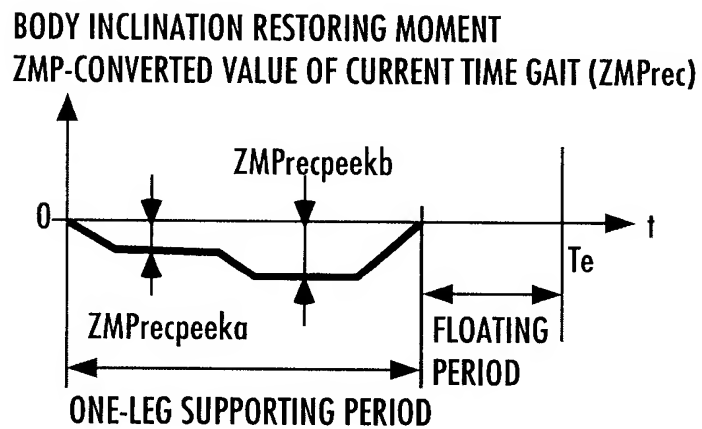 BODY INCLINATION RESTORING MOMENT
ZMP-CONVERTED VALUE OF CURRENT TIME GAIT (ZMPrec)
ZMPrecpeekb
0
t
Te
ZMPrecpeeka
FLOATING
PERIOD
ONE-LEG SUPPORTING PERIOD